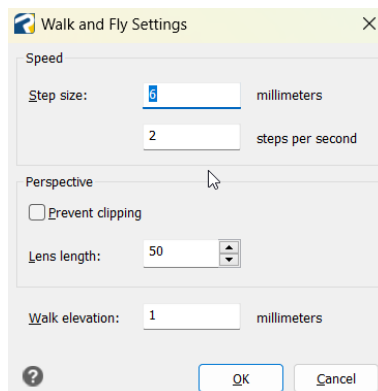 Walk and Fly Settings
Speed
Step size: 6 millimeters
2 steps per second
Perspective
Prevent clipping
Lens length: 50
Walk elevation: 1 millimeters
? OK Cancel